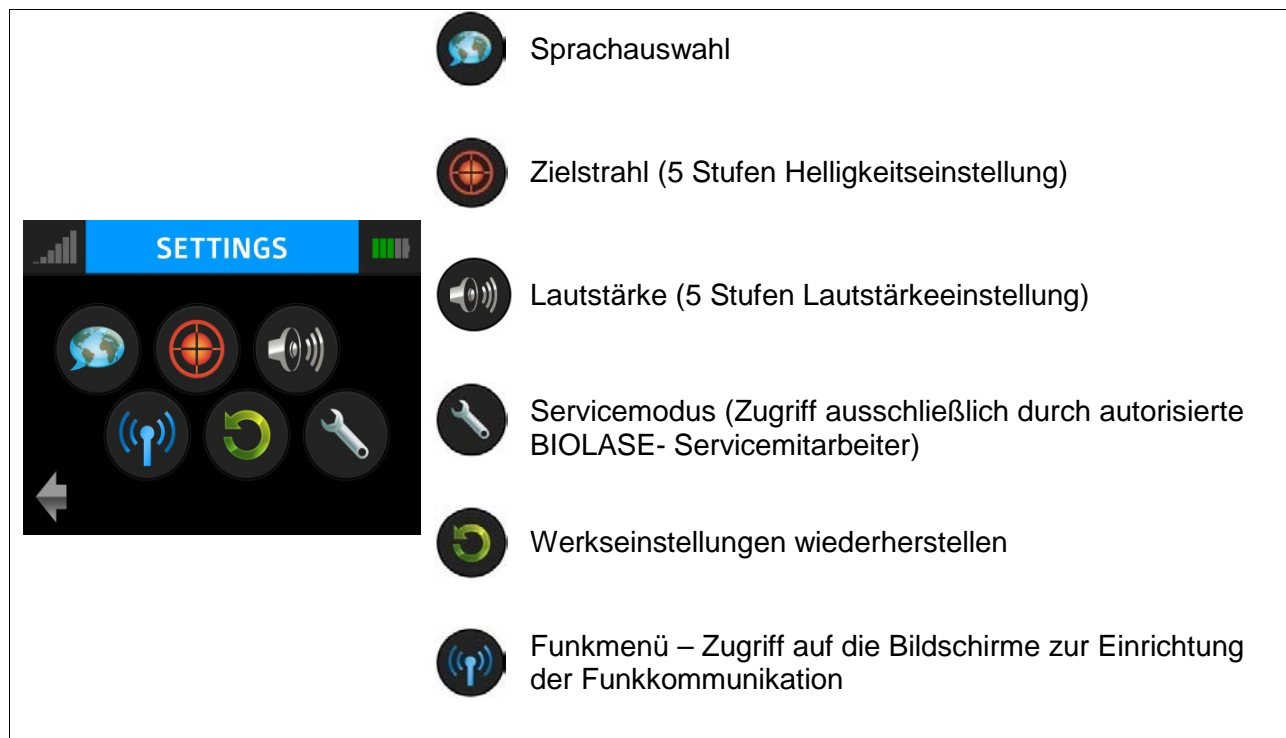 Sprachauswahl
Zielstrahl (5 Stufen Helligkeitseinstellung)
SETTINGS
Lautstärke (5 Stufen Lautstärkeeinstellung)
Servicemodus (Zugriff ausschließlich durch autorisierte
BIOLASE- Servicemitarbeiter)
Werkseinstellungen wiederherstellen
Funkmenü – Zugriff auf die Bildschirme zur Einrichtung
der Funkkommunikation